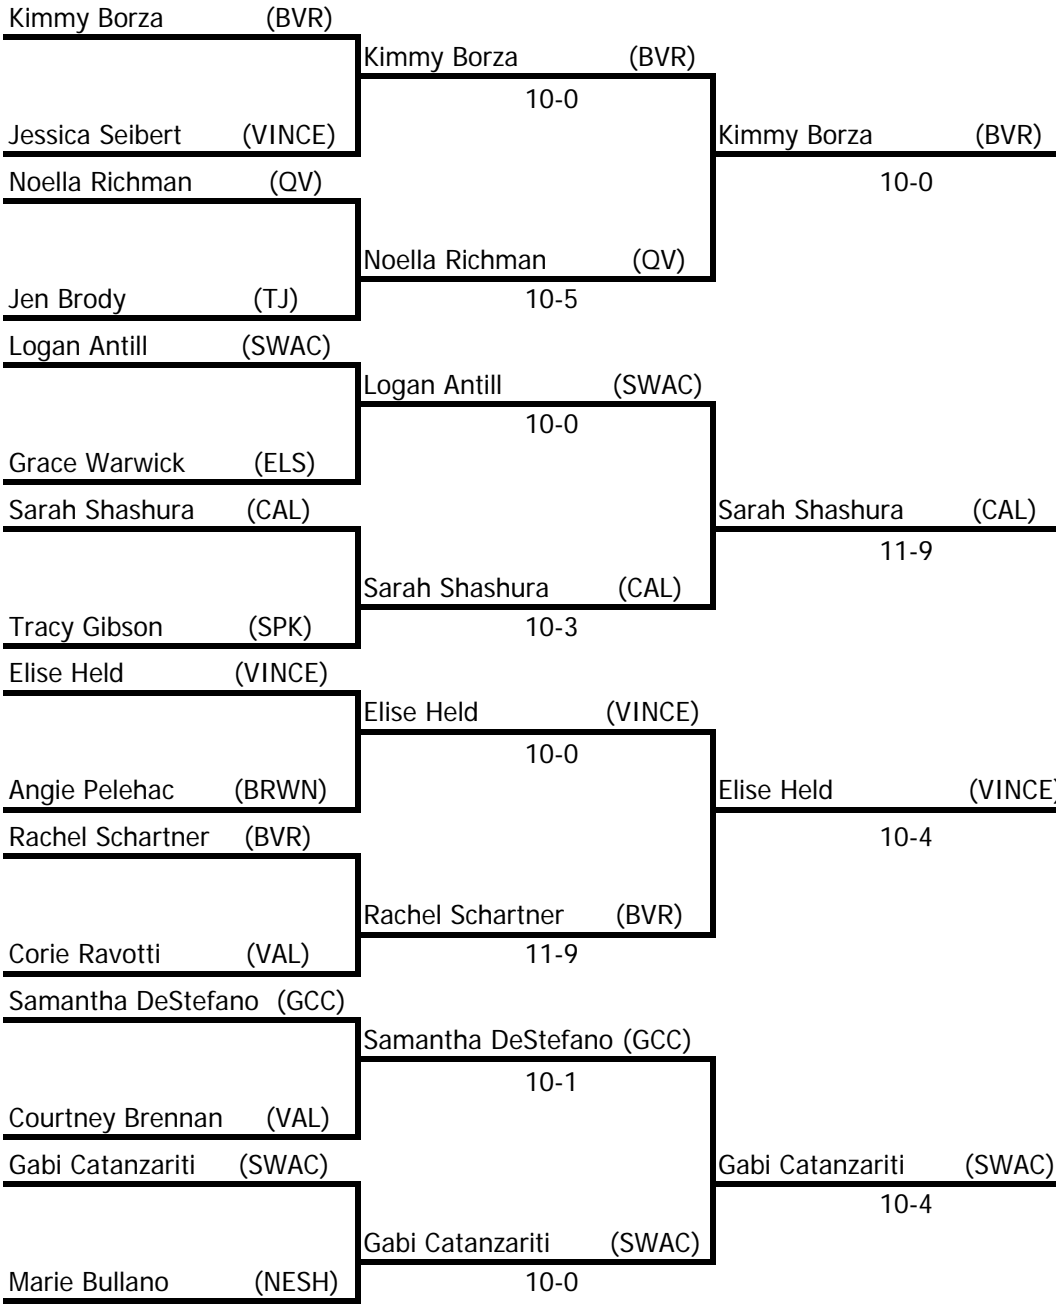 Kimmy Borza (BVR)
Jessica Seibert (VINCE)
Noella Richman (QV)
Jen Brody (TJ)
Logan Antill (SWAC)
Grace Warwick (ELS)
Sarah Shashura (CAL)
Tracy Gibson (SPK)
Elise Held (VINCE)
Angie Pelehac (BRWN)
Rachel Schartner (BVR)
Corie Ravotti (VAL)
Samantha DeStefano (GCC)
Courtney Brennan (VAL)
Gabi Catanzariti (SWAC)
Marie Bullano (NESH)
Kimmy Borza (BVR)
10-0
Noella Richman (QV)
10-5
Logan Antill (SWAC)
10-0
Sarah Shashura (CAL)
10-3
Elise Held (VINCE)
10-0
Rachel Schartner (BVR)
11-9
Samantha DeStefano (GCC)
10-1
Gabi Catanzariti (SWAC)
10-0
Kimmy Borza (BVR)
10-0
Sarah Shashura (CAL)
11-9
Elise Held (VINCE)
10-4
Gabi Catanzariti (SWAC)
10-4